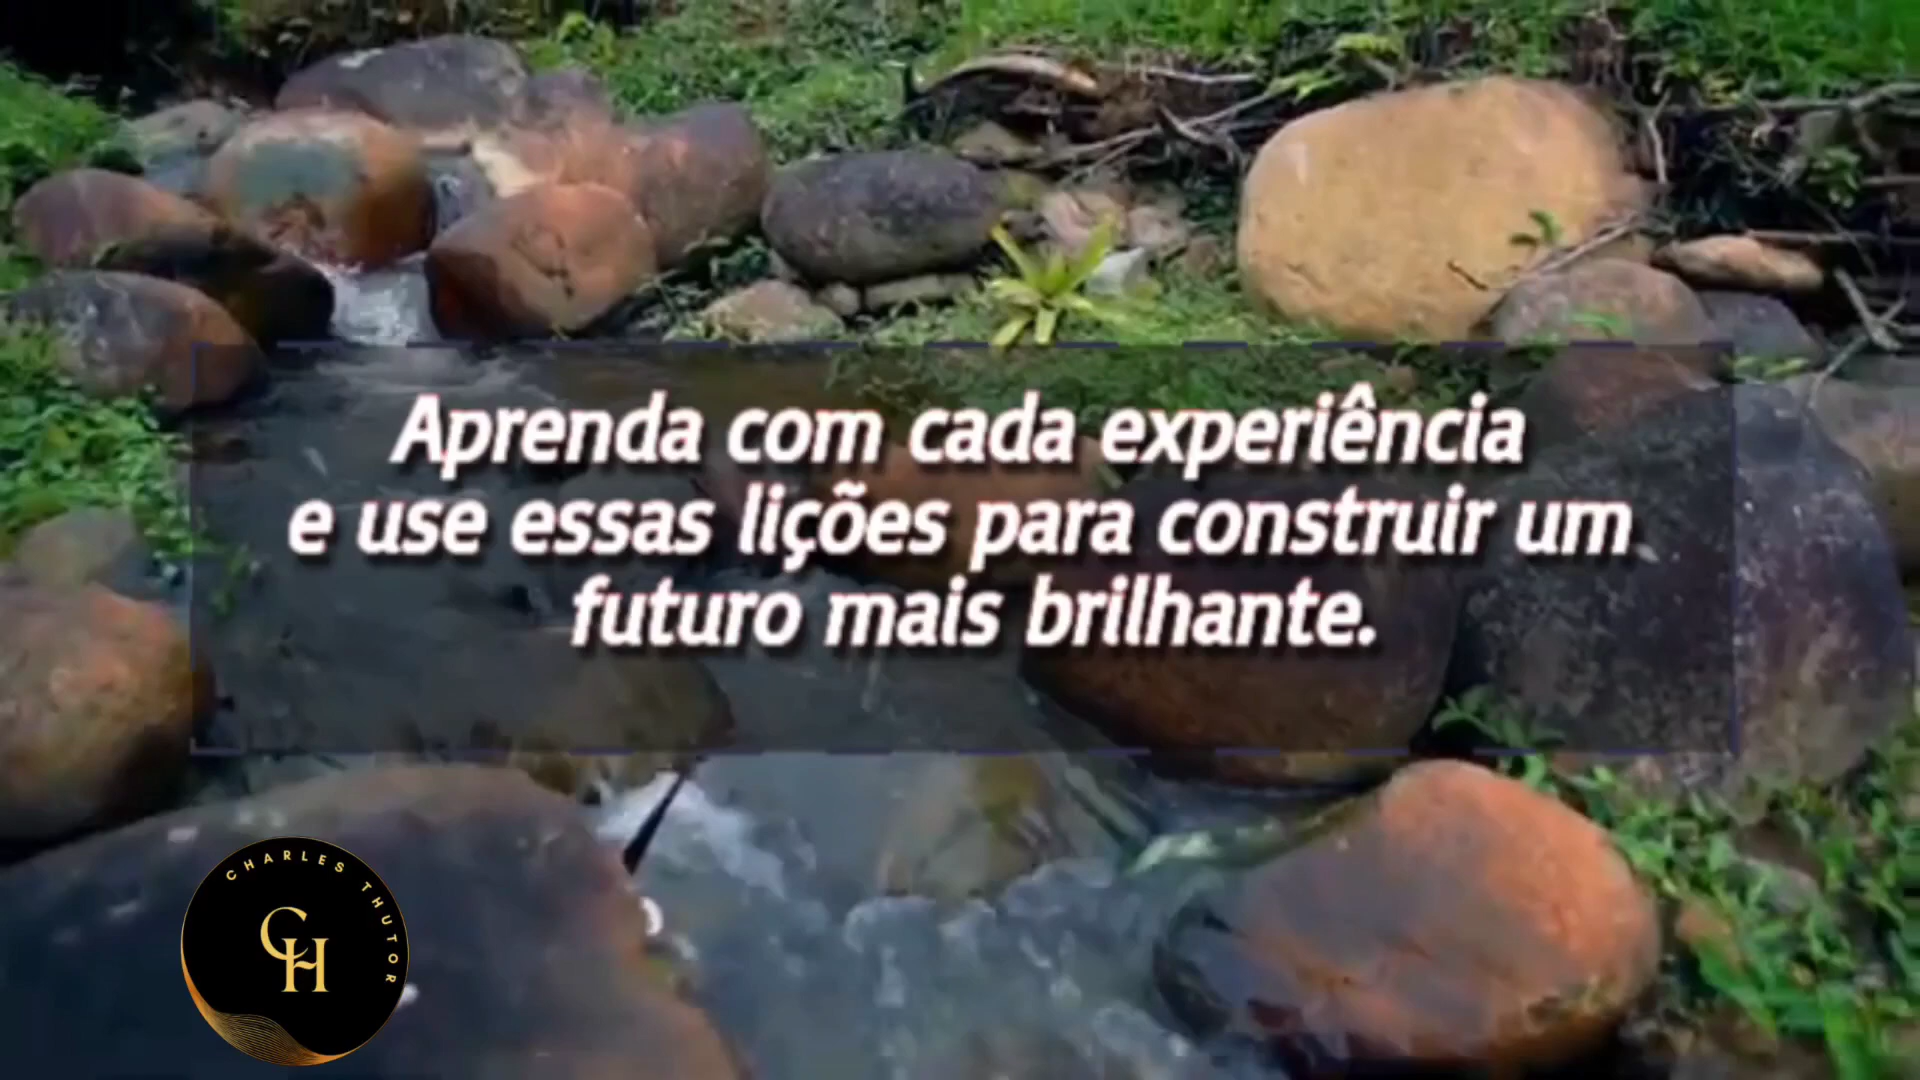 Aprenda com cada experiência
e use essas lições para construir um
futuro mais brilhante.
CHARLES THUTOR
CH